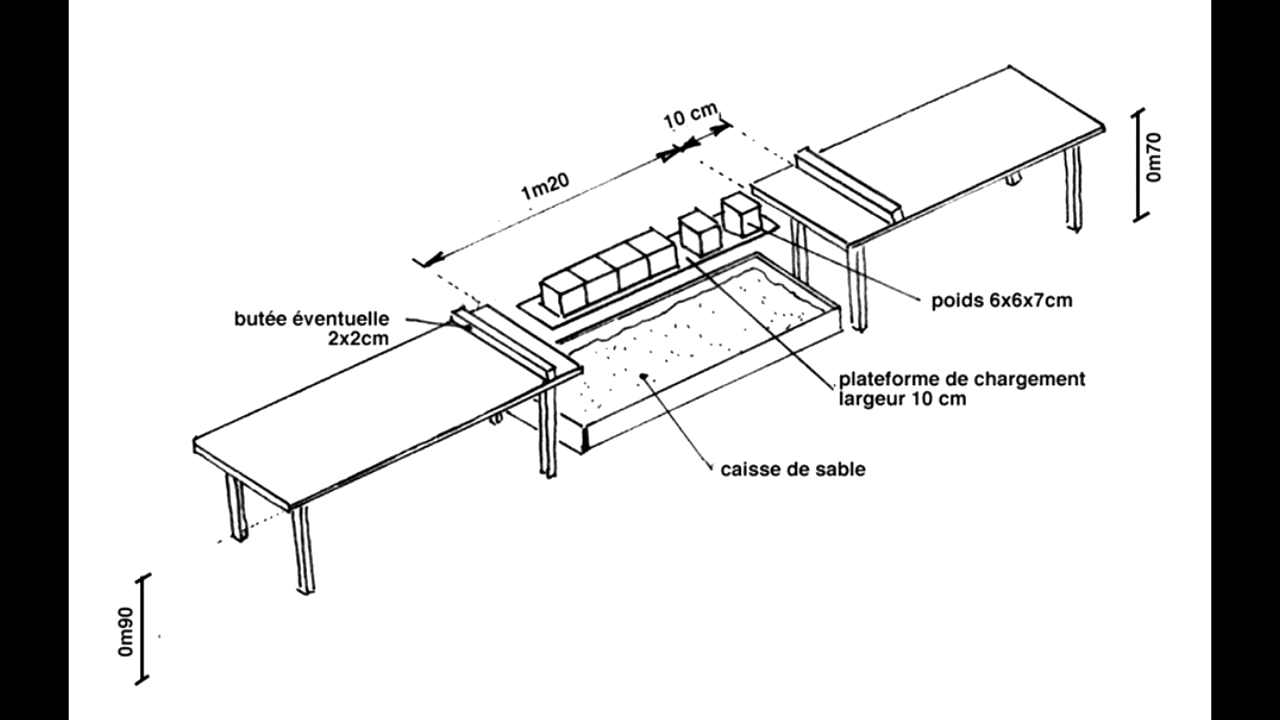 10 cm
1m20
0m70
butée éventuelle
2x2cm
poids 6x6x7cm
plateforme de chargement
largeur 10 cm
caisse de sable
0m90